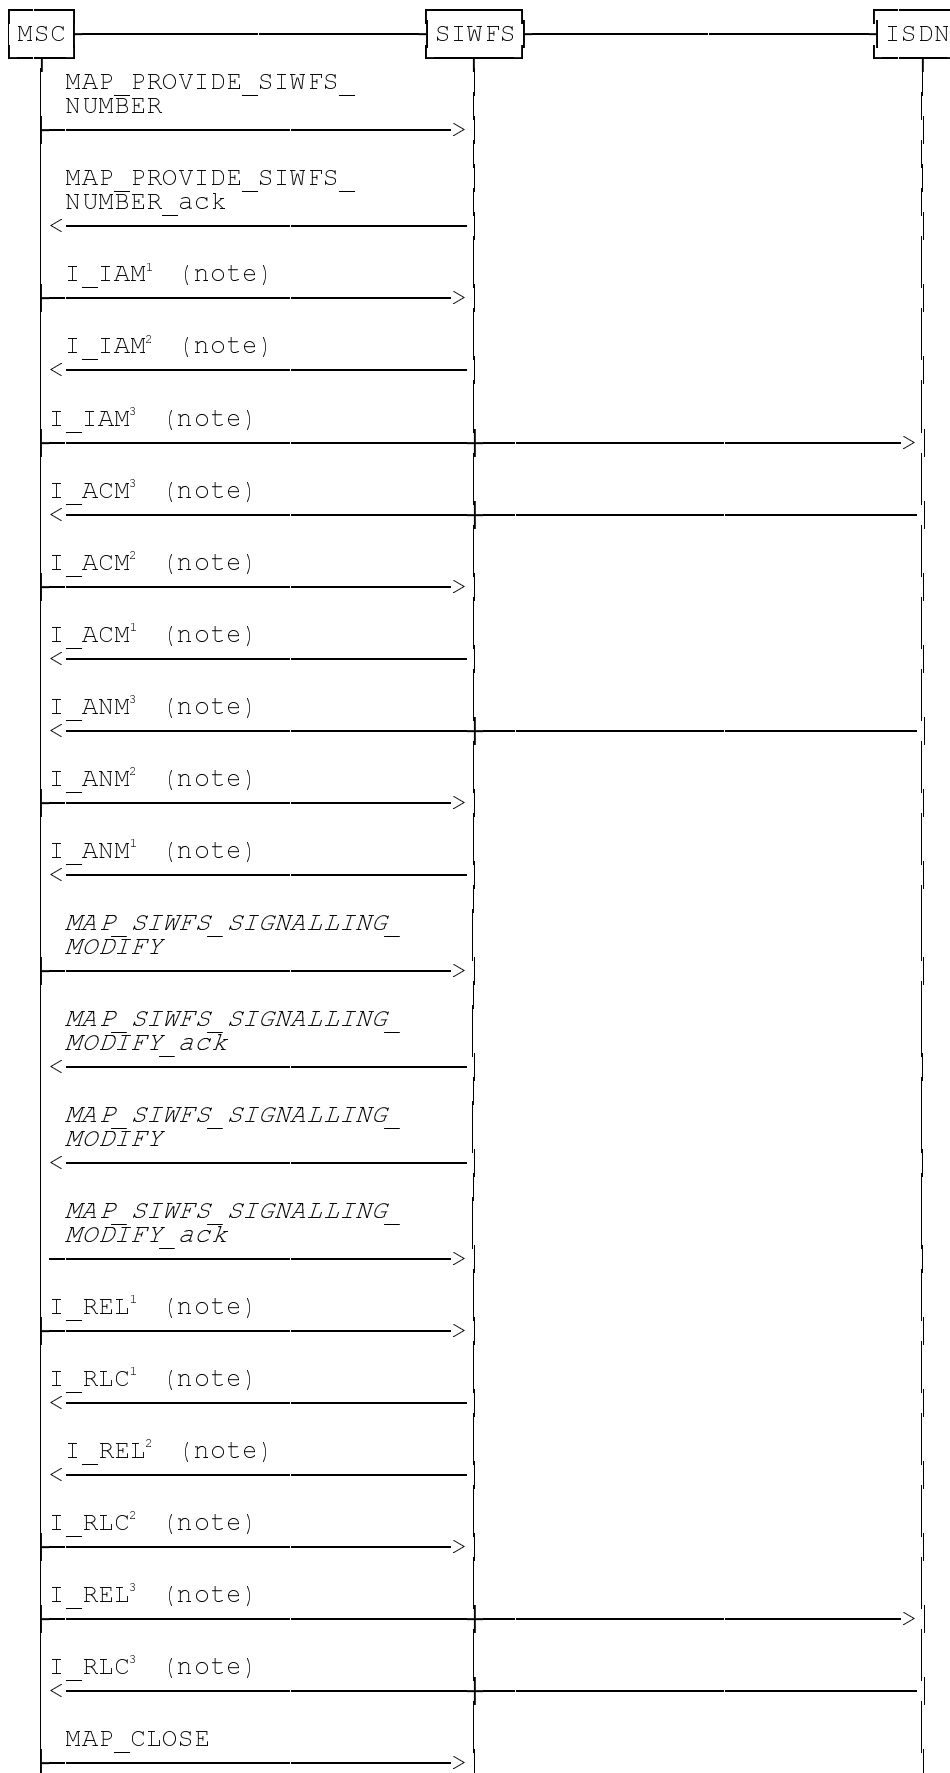 MSC SIWFS ISDN
MAP_PROVIDE_SIWFS_
NUMBER
MAP_PROVIDE_SIWFS_
NUMBER_ack
I_IAM¹ (note)
I_IAM² (note)
I_IAM³ (note)
I_ACM³ (note)
I_ACM² (note)
I_ACM¹ (note)
I_ANM³ (note)
I_ANM² (note)
I_ANM¹ (note)
MAP_SIWFS_SIGNALLING_
MODIFY
MAP_SIWFS_SIGNALLING_
MODIFY_ack
MAP_SIWFS_SIGNALLING_
MODIFY
MAP_SIWFS_SIGNALLING_
MODIFY_ack
I_REL¹ (note)
I_RLC¹ (note)
I_REL² (note)
I_RLC² (note)
I_REL³ (note)
I_RLC³ (note)
MAP_CLOSE